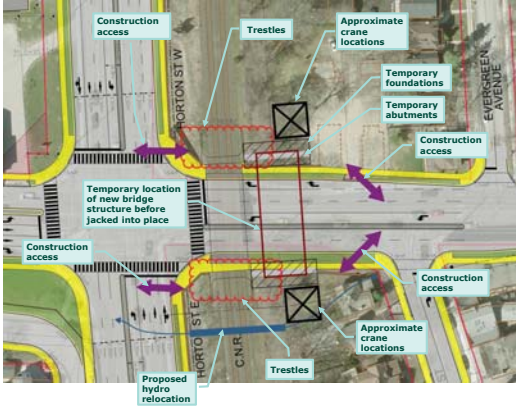 Construction
access
Trestles
Approximate
crane
locations
HORTON ST W
EVERGREEN
AVENUE
Temporary
foundations
Temporary
abutments
Construction
access
Temporary location
of new bridge
structure before
jacked into place
Construction
access
Construction
access
HORTON ST E
C.N.R.
Approximate
crane
locations
Trestles
Proposed
hydro
relocation